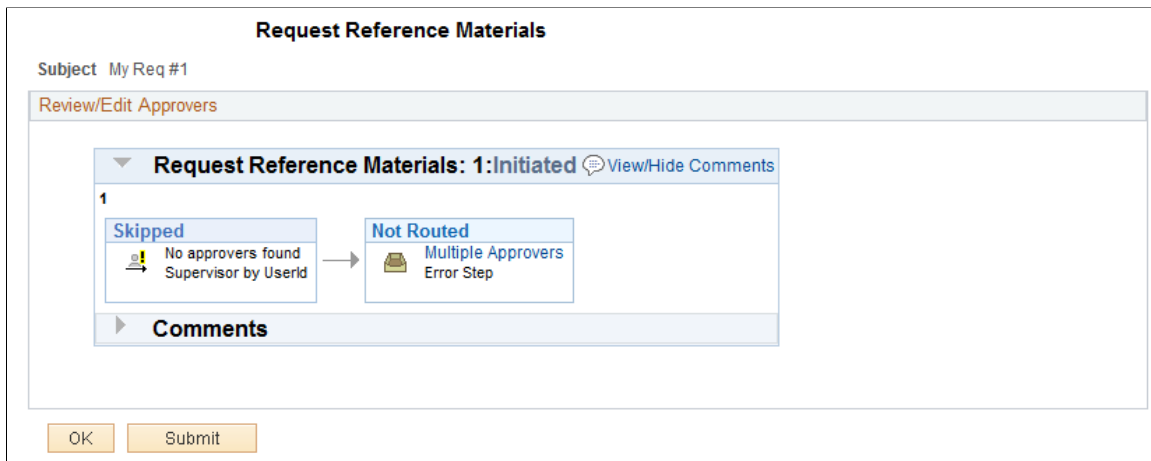 Request Reference Materials
Subject My Req #1
Review/Edit Approvers
Request Reference Materials: 1:Initiated View/Hide Comments
1
Skipped
No approvers found
Supervisor by UserId
Not Routed
Multiple Approvers
Error Step
Comments
OK Submit